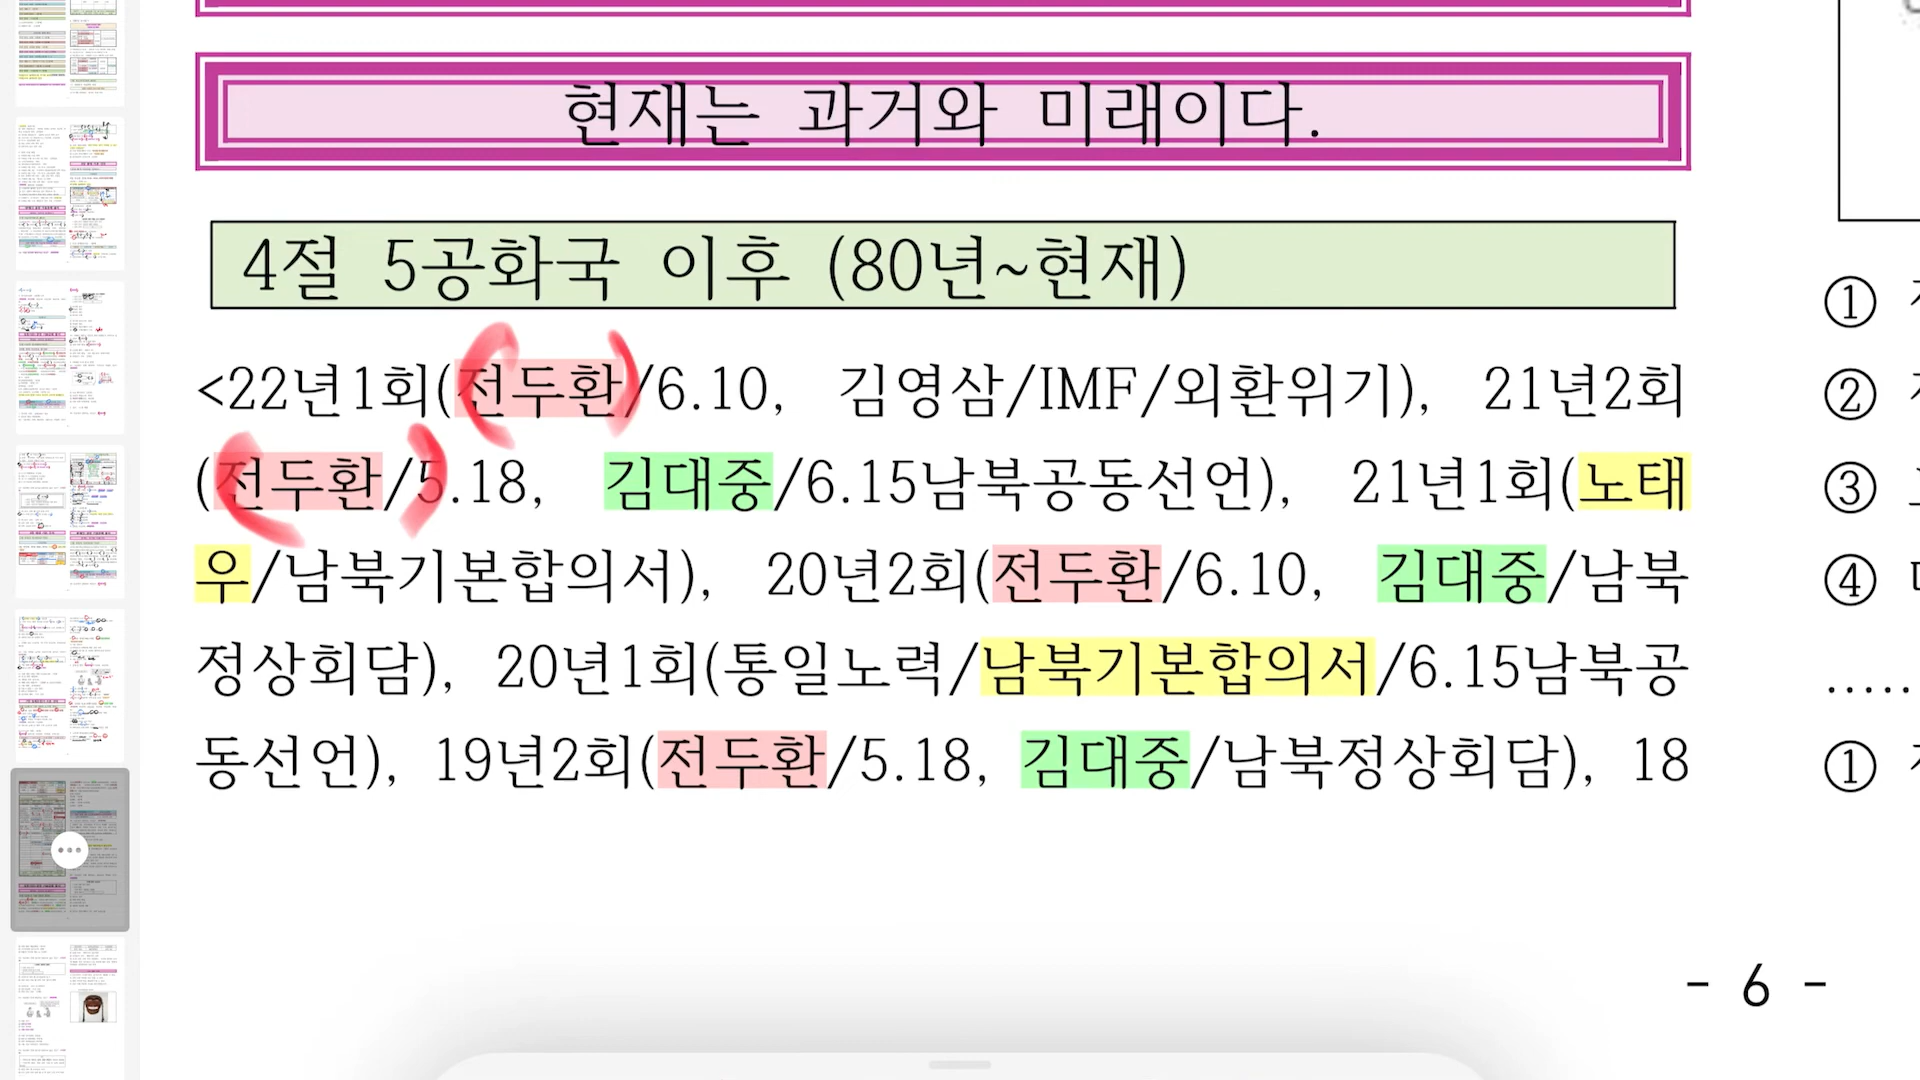 현재는 과거와 미래이다.
4절 5공화국 이후 (80년~현재)
<22년1회(전두환/6.10, 김영삼/IMF/외환위기), 21년2회
(전두환/5.18, 김대중/6.15남북공동선언), 21년1회(노태
우/남북기본합의서), 20년2회(전두환/6.10, 김대중/남북
정상회담), 20년1회(통일노력/남북기본합의서/6.15남북공
동선언), 19년2회(전두환/5.18, 김대중/남북정상회담), 18
- 6 -
①
②
③
④
.....
①